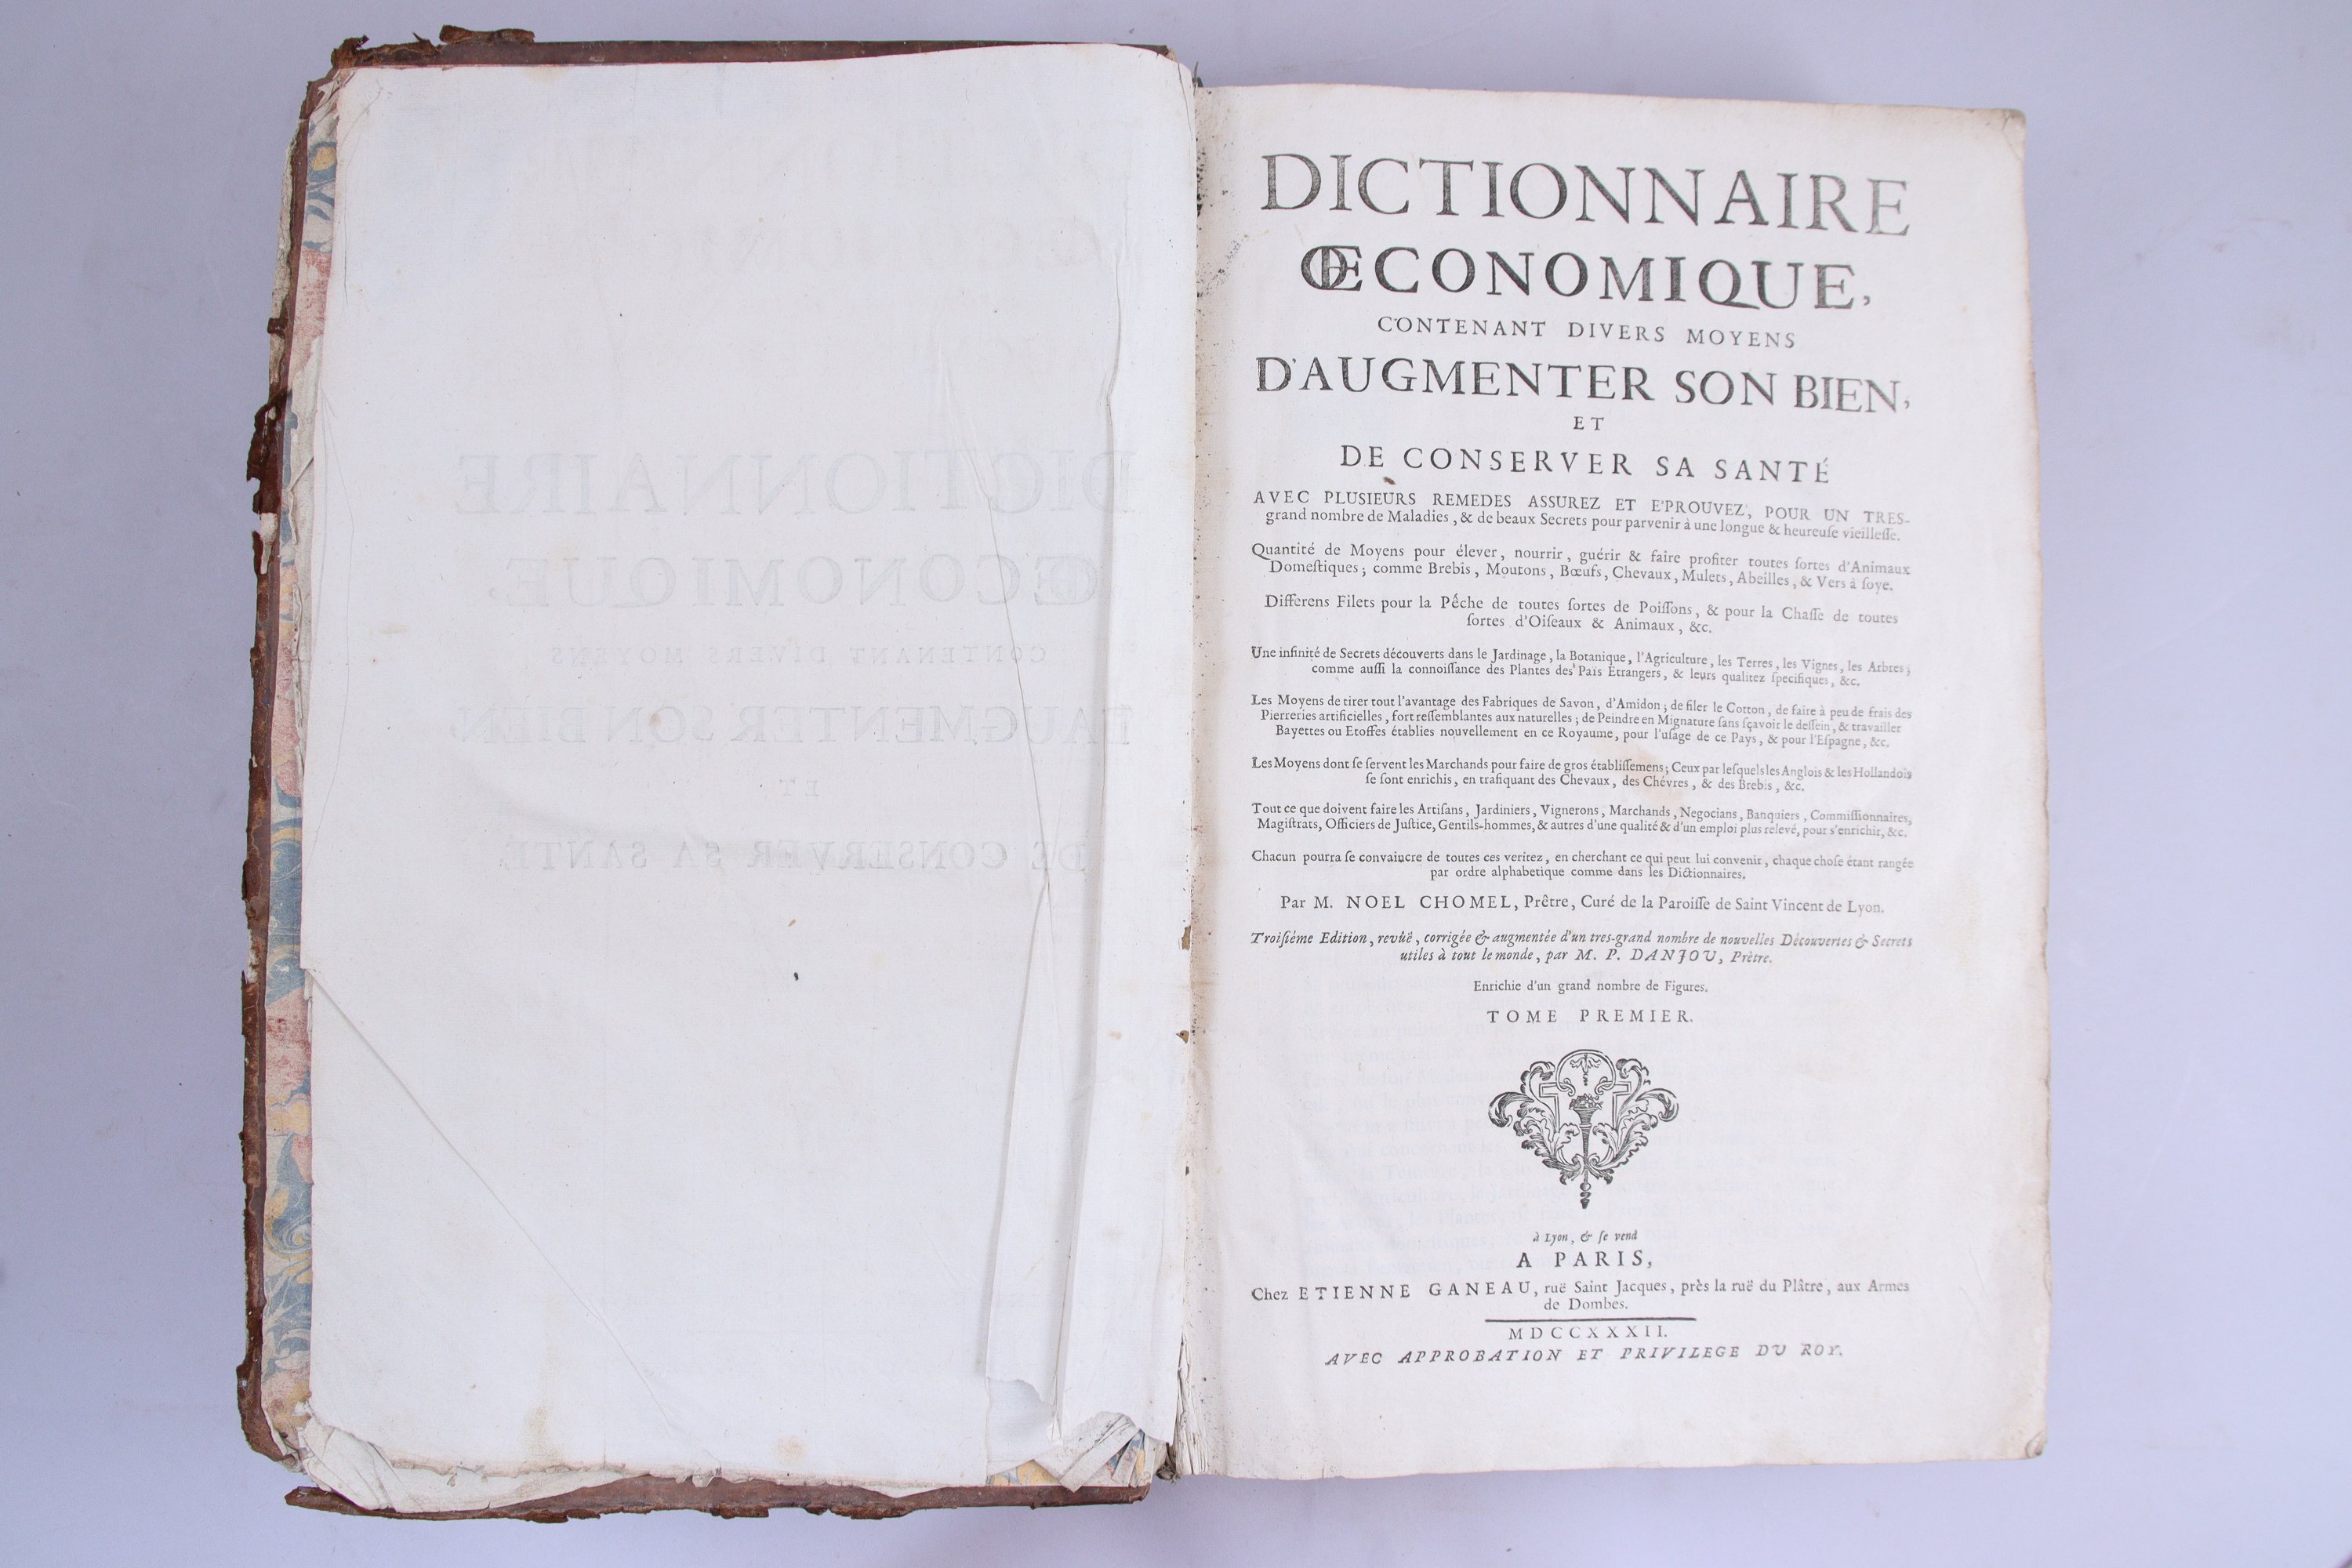 DICTIONNAIRE
ŒCONOMIQUE,
CONTENANT DIVERS MOYENS
D'AUGMENTER SON BIEN,
ET
DE CONSERVER SA SANTÉ
DICTIONNAIRE
ŒCONOMIQUE,
CONTENANT DIVERS MOYENS
D'AUGMENTER SON BIEN,
ET
DE CONSERVER SA SANTÉ
AVEC PLUSIEURS REMEDES ASSUREZ ET E'PROUVEZ, POUR UN TRES-
grand nombre de Maladies, & de beaux Secrets pour parvenir à une longue & heureuſe vieilleſſe.
Quantité de Moyens pour élever, nourrir, guérir & faire profiter toutes ſortes d'Animaux
Domeſtiques; comme Brebis, Moutons, Bœufs, Chevaux, Mulets, Abeilles, & Vers à ſoye.
Differens Filets pour la Pêche de toutes ſortes de Poiſſons, & pour la Chaſſe de toutes
ſortes d'Oiſeaux & Animaux, &c.
Une infinité de Secrets découverts dans le Jardinage, la Botanique, l'Agriculture, les Terres, les Vignes, les Arbres;
comme auſſi la connoiſſance des Plantes des Païs Etrangers, & leurs qualitez ſpecifiques, &c.
Les Moyens de tirer tout l'avantage des Fabriques de Savon, d'Amidon; de filer le Cotton, de faire à peu de frais des
Pierreries artificielles, fort reſſemblantes aux naturelles; de Peindre en Mignature ſans ſçavoir le deſſein, & travailler
Bayettes ou Etoffes établies nouvellement en ce Royaume, pour l'uſage de ce Pays, & pour l'Eſpagne, &c.
Les Moyens dont ſe ſervent les Marchands pour faire de gros établiſſemens; Ceux par leſquels les Anglois & les Hollandois
ſe ſont enrichis, en trafiquant des Chevaux, des Chévres, & des Brebis, &c.
Tout ce que doivent faire les Artiſans, Jardiniers, Vignerons, Marchands, Negocians, Banquiers, Commiſſionnaires,
Magiſtrats, Officiers de Juſtice, Gentils-hommes, & autres d'une qualité & d'un emploi plus relevé, pour s'enrichir, &c.
Chacun pourra ſe convaincre de toutes ces veritez, en cherchant ce qui peut lui convenir, chaque choſe étant rangée
par ordre alphabetique comme dans les Dictionnaires.
Par M. NOEL CHOMEL, Prêtre, Curé de la Paroiſſe de Saint Vincent de Lyon.
Troiſiéme Edition, revûë, corrigée & augmentée d'un tres-grand nombre de nouvelles Découvertes & Secrets
utiles à tout le monde, par M. P. DANJOU, Prêtre.
Enrichie d'un grand nombre de Figures.
TOME PREMIER.
à Lyon, & ſe vend
A PARIS,
Chez ETIENNE GANEAU, ruë Saint Jacques, près la ruë du Plâtre, aux Armes
de Dombes.
MDCCXXXII.
AVEC APPROBATION ET PRIVILEGE DU ROY.